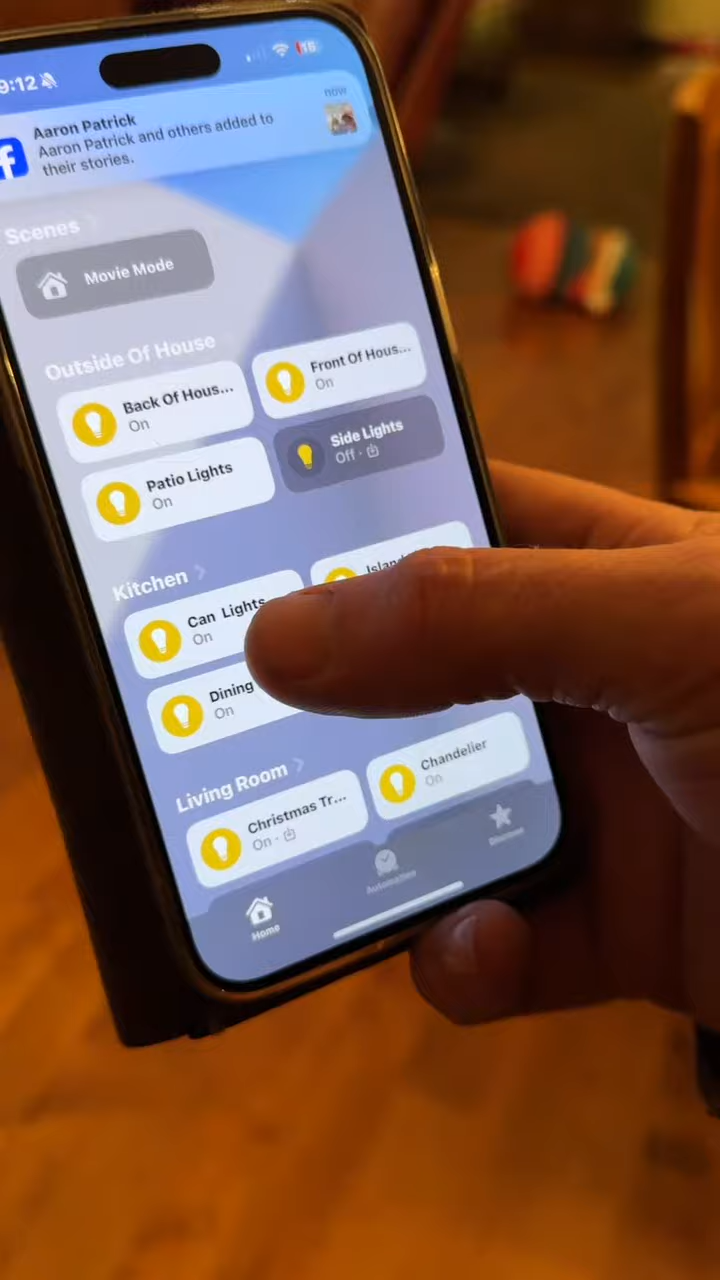 9:12
now
Aaron Patrick
Aaron Patrick and others added to
their stories.
Scenes
Movie Mode
Outside Of House
Back Of Hous...
On
Front Of Hous...
On
Patio Lights
On
Side Lights
Off ·
Kitchen
Can Lights
On
Dining
On
Living Room
Christmas Tr...
On ·
Chandelier
On
Home
Automation